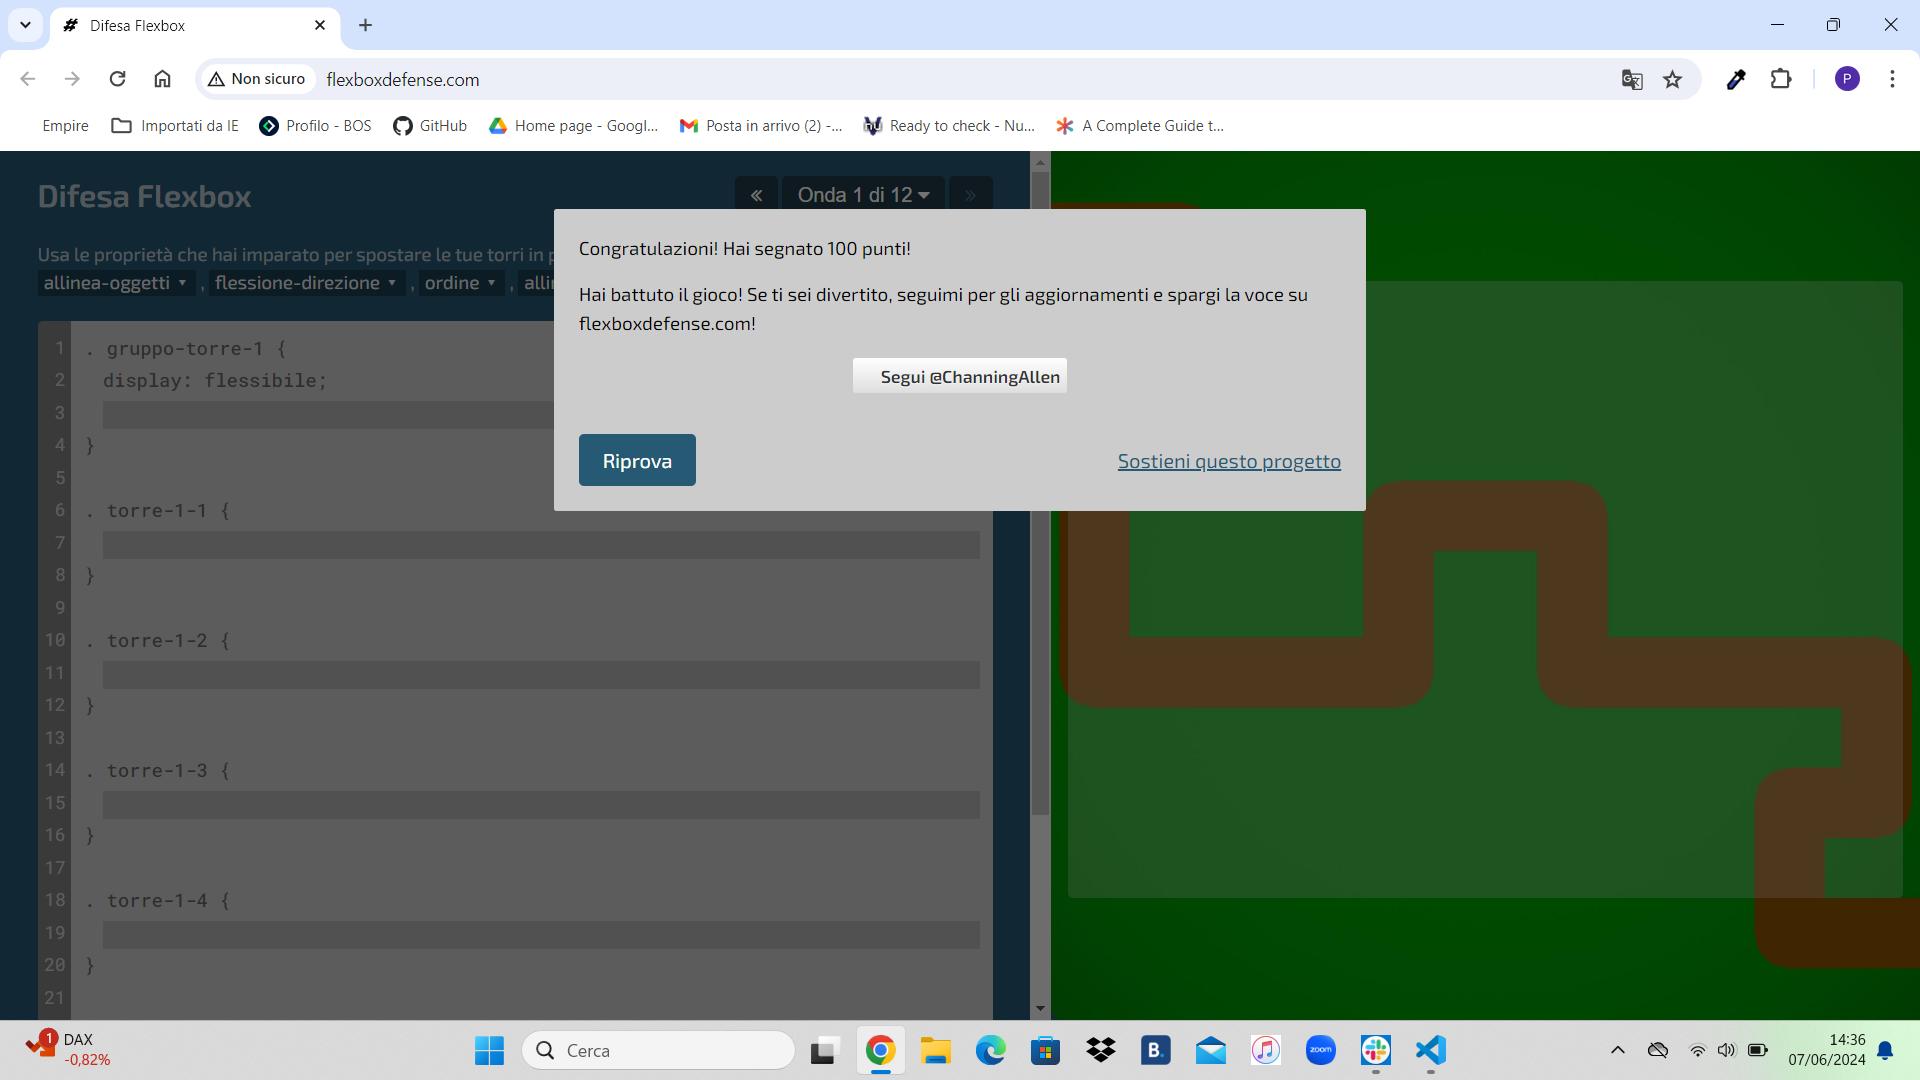 Difesa Flexbox
Non sicuro flexboxdefense.com
P
Empire Importati da IE Profilo - BOS GitHub Home page - Googl... Posta in arrivo (2) -... Ready to check - Nu... A Complete Guide t...
Difesa Flexbox
« Onda 1 di 12 »
Usa le proprietà che hai imparato per spostare le tue torri in p
allinea-oggetti , flessione-direzione , ordine , allin
Congratulazioni! Hai segnato 100 punti!
Hai battuto il gioco! Se ti sei divertito, seguimi per gli aggiornamenti e spargi la voce su
flexboxdefense.com!
Segui @ChanningAllen
Riprova
Sostieni questo progetto
1 . gruppo-torre-1 {
2 display: flessibile;
3
4 }
5
6 . torre-1-1 {
7
8 }
9
10 . torre-1-2 {
11
12 }
13
14 . torre-1-3 {
15
16 }
17
18 . torre-1-4 {
19
20 }
21
1 DAX
-0,82%
Cerca
B.
zoom
14:36
07/06/2024